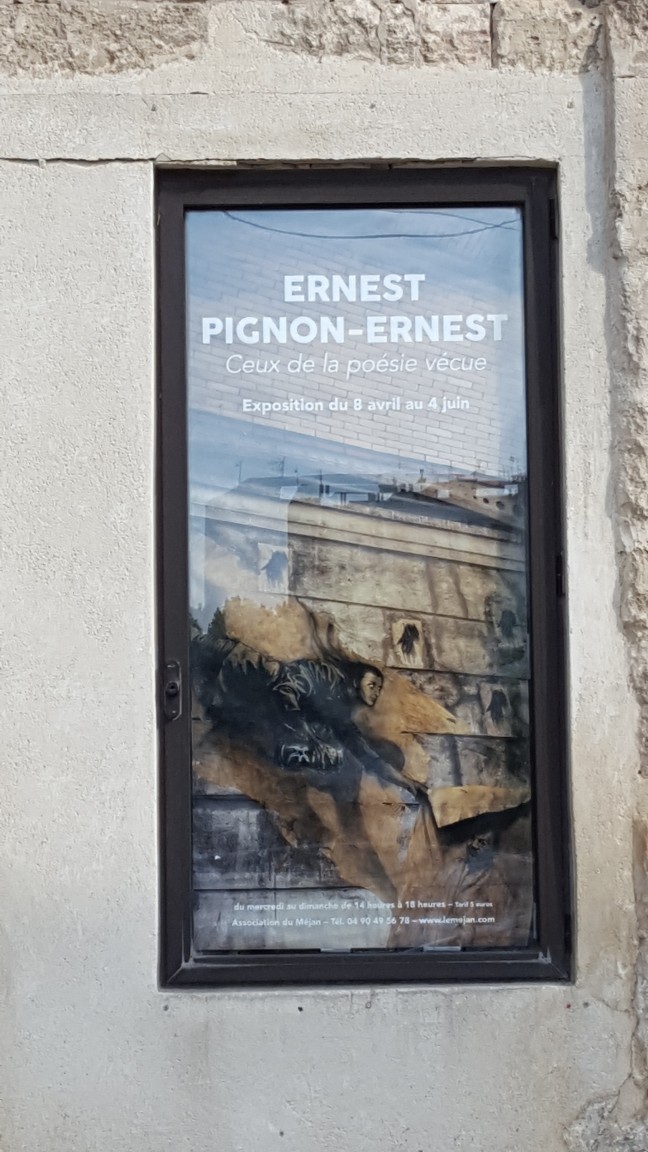 ERNEST
PIGNON-ERNEST
Ceux de la poésie vécue
Exposition du 8 avril au 4 juin
du mercredi au dimanche de 14 heures à 18 heures – Tarif 5 euros
Association du Méjan – Tél. 04 90 49 56 78 – www.lemejan.com